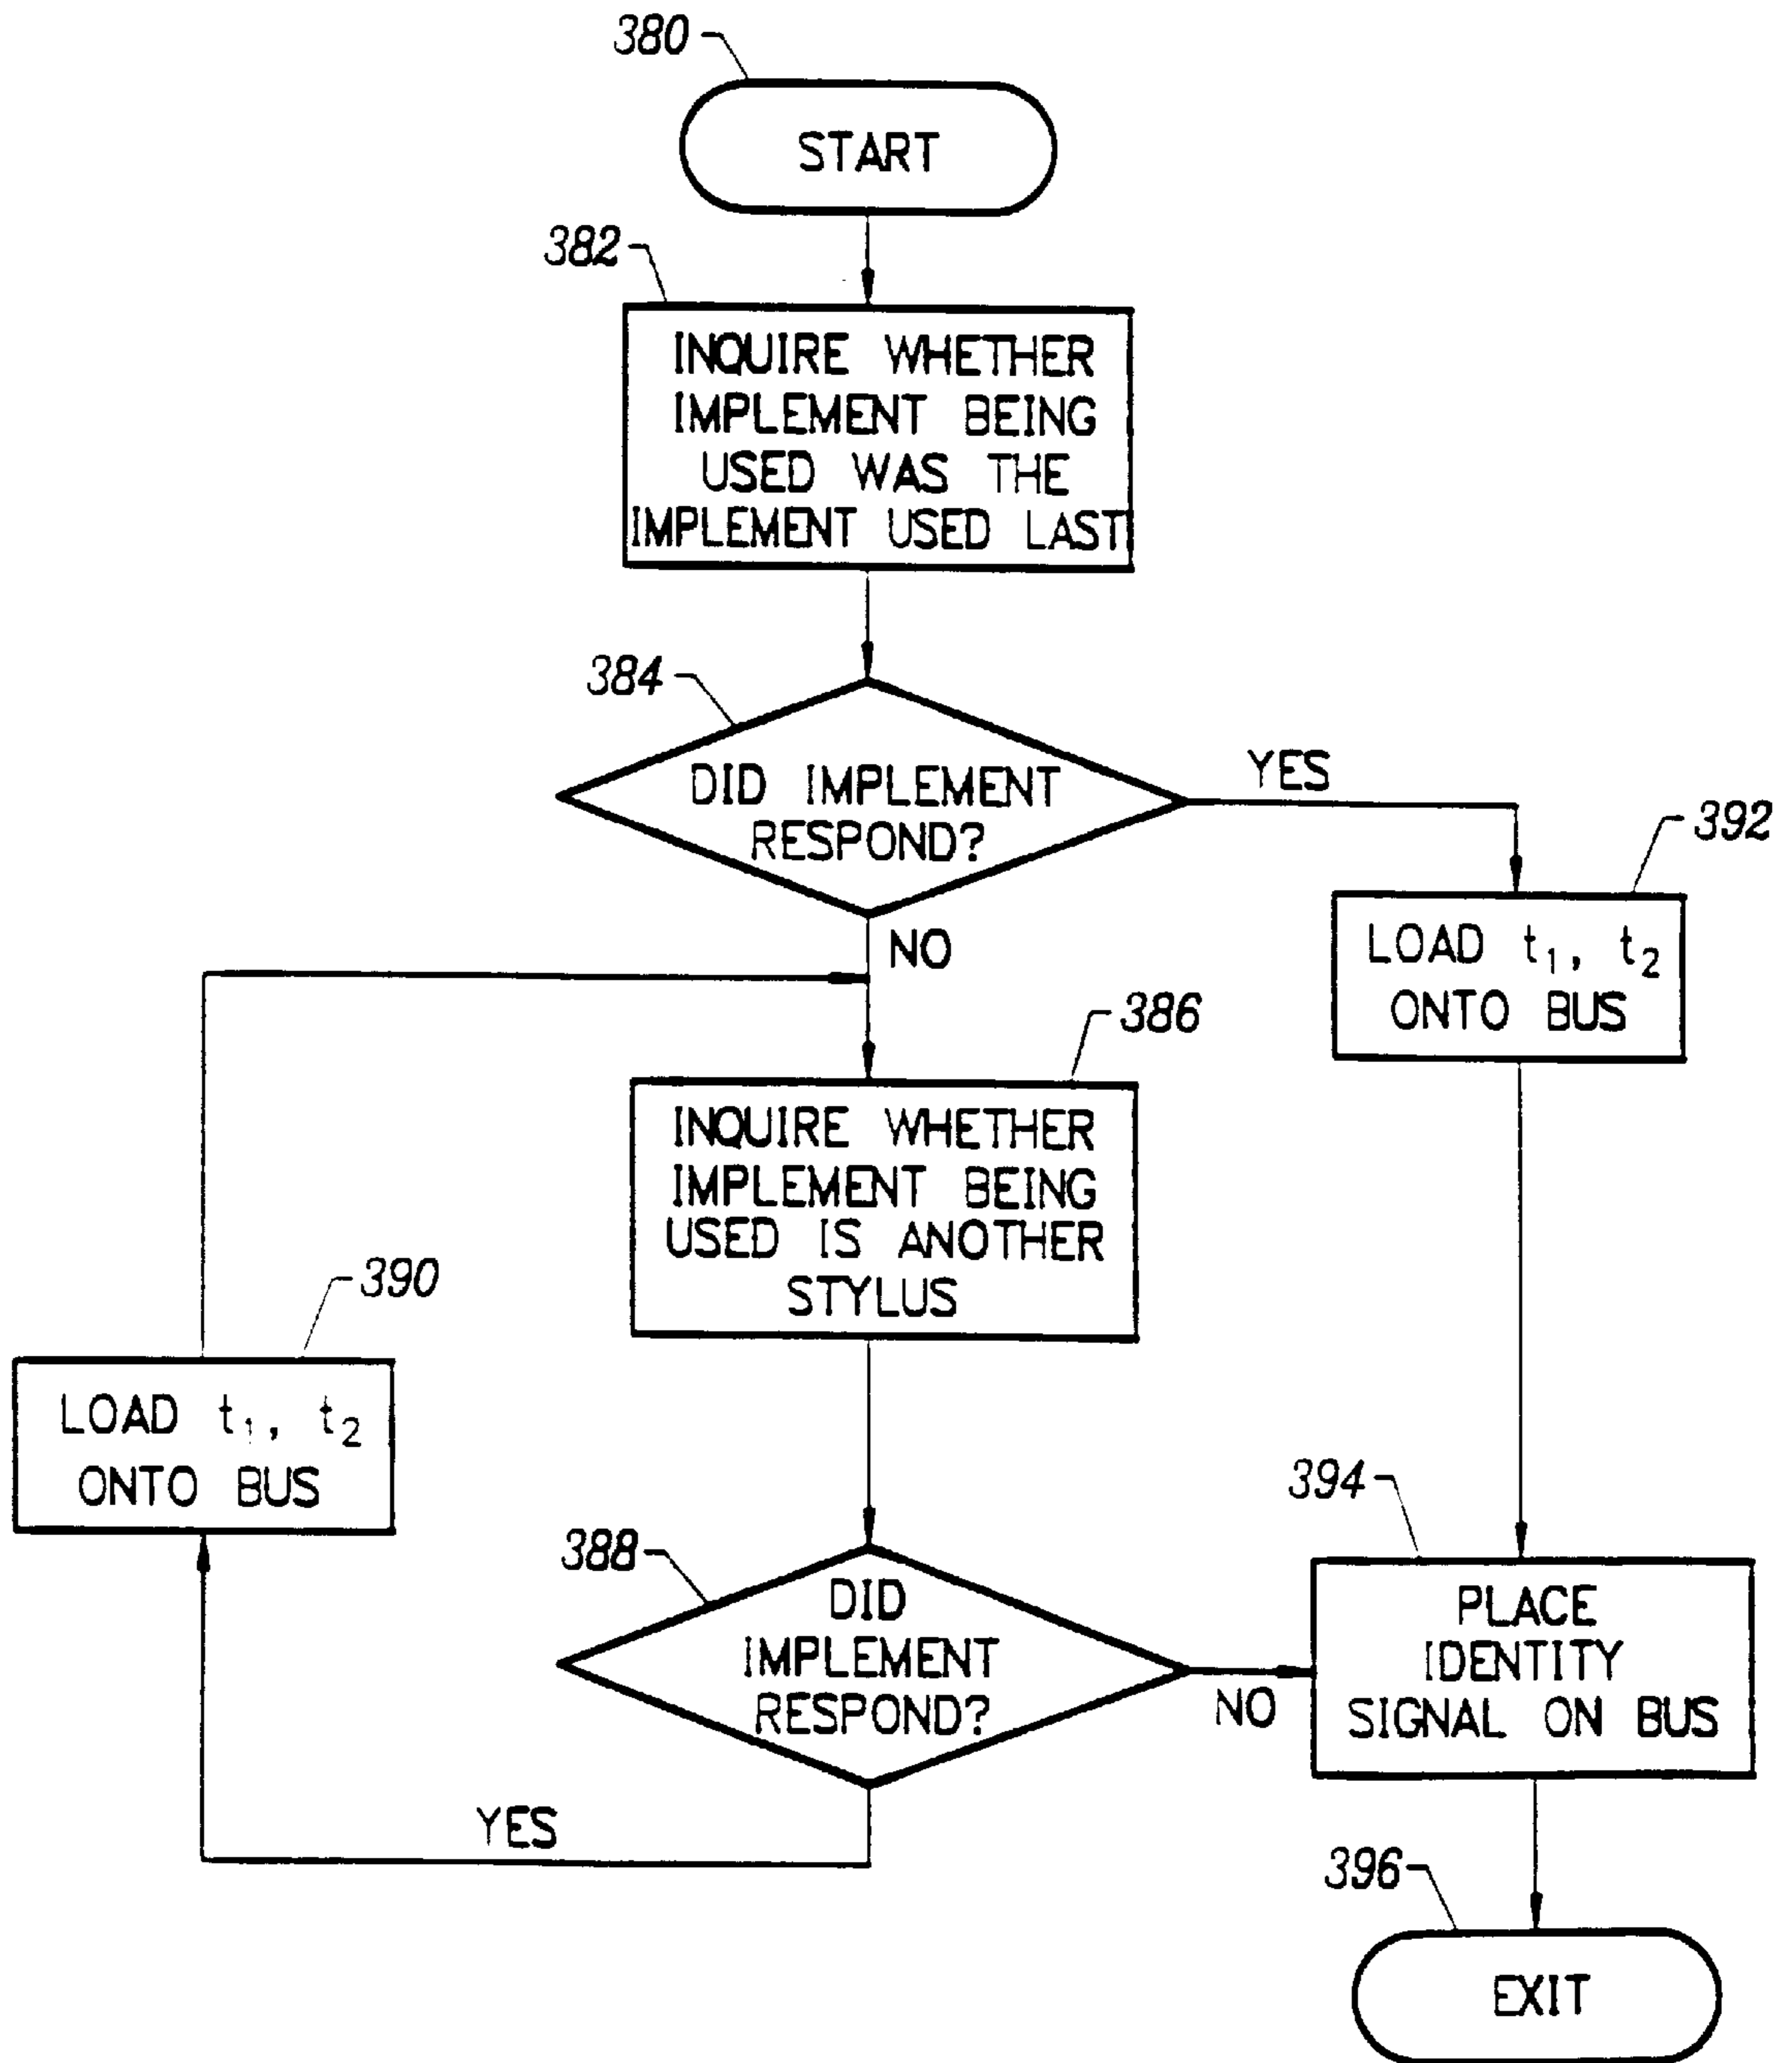 380
START
382
INQUIRE WHETHER
IMPLEMENT BEING
USED WAS THE
IMPLEMENT USED LAST
384
DID IMPLEMENT
RESPOND?
YES
392
LOAD t₁, t₂
ONTO BUS
NO
386
INQUIRE WHETHER
IMPLEMENT BEING
USED IS ANOTHER
STYLUS
390
LOAD t₁, t₂
ONTO BUS
388
DID
IMPLEMENT
RESPOND?
NO
YES
394
PLACE
IDENTITY
SIGNAL ON BUS
396
EXIT